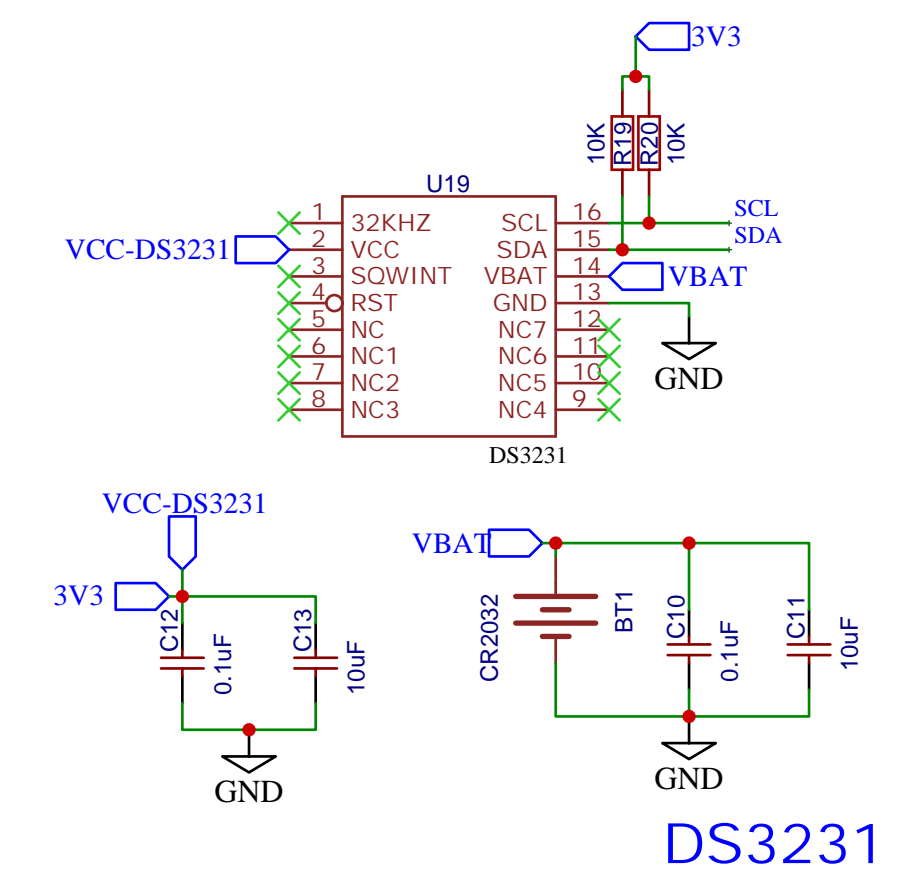 3V3
10K R19 R20 10K
U19
1 32KHZ SCL 16 SCL
VCC-DS3231 2 VCC SDA 15 SDA
3 SQWINT VBAT 14 VBAT
4 RST GND 13
5 NC NC7 12
6 NC1 NC6 11
7 NC2 NC5 10 GND
8 NC3 NC4 9
DS3231
VCC-DS3231
VBAT
3V3
C12 0.1uF C13 10uF
CR2032 BT1 C10 0.1uF C11 10uF
GND
GND
DS3231